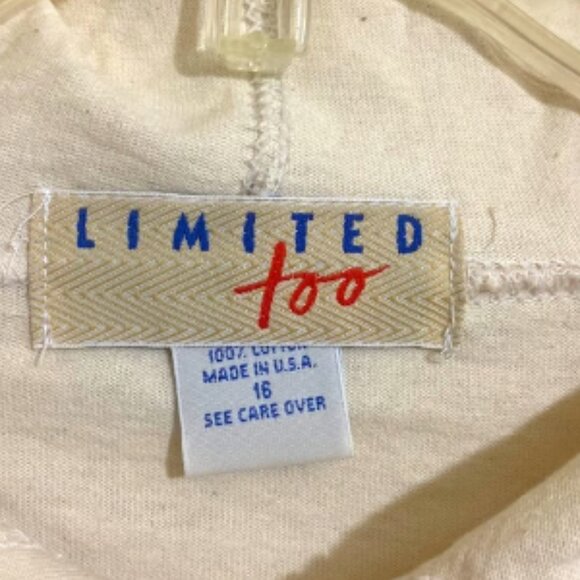 LIMITED
too
100% COTTON
MADE IN U.S.A.
16
SEE CARE OVER